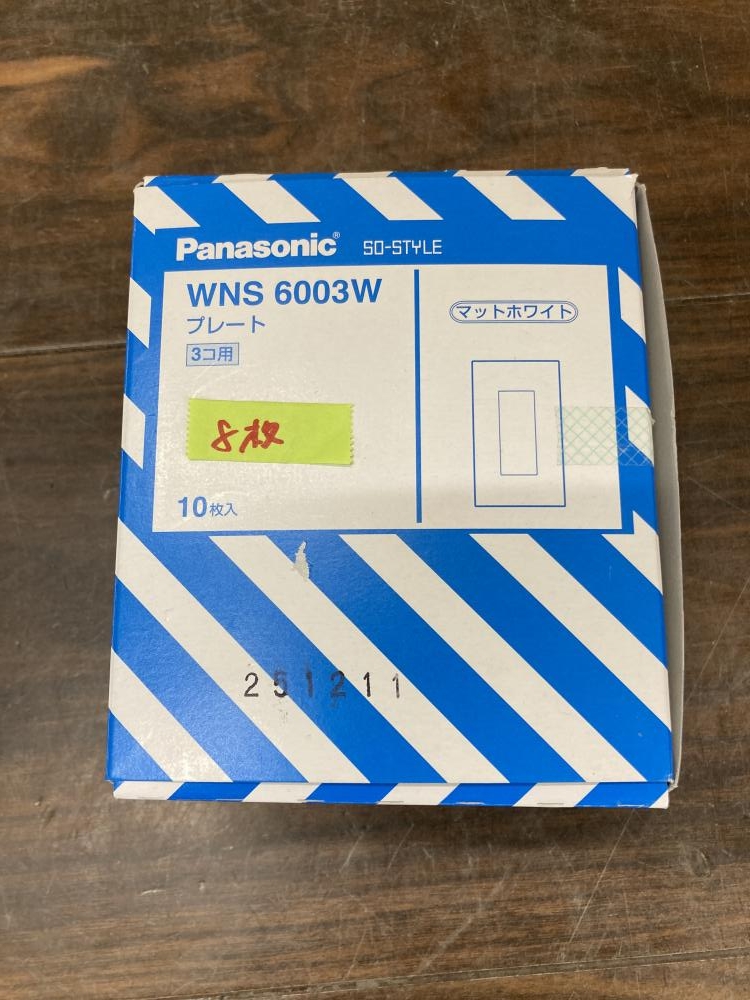 Panasonic® SO-STYLE
WNS 6003W
プレート
3コ用
マットホワイト
8枚
10枚入
251211